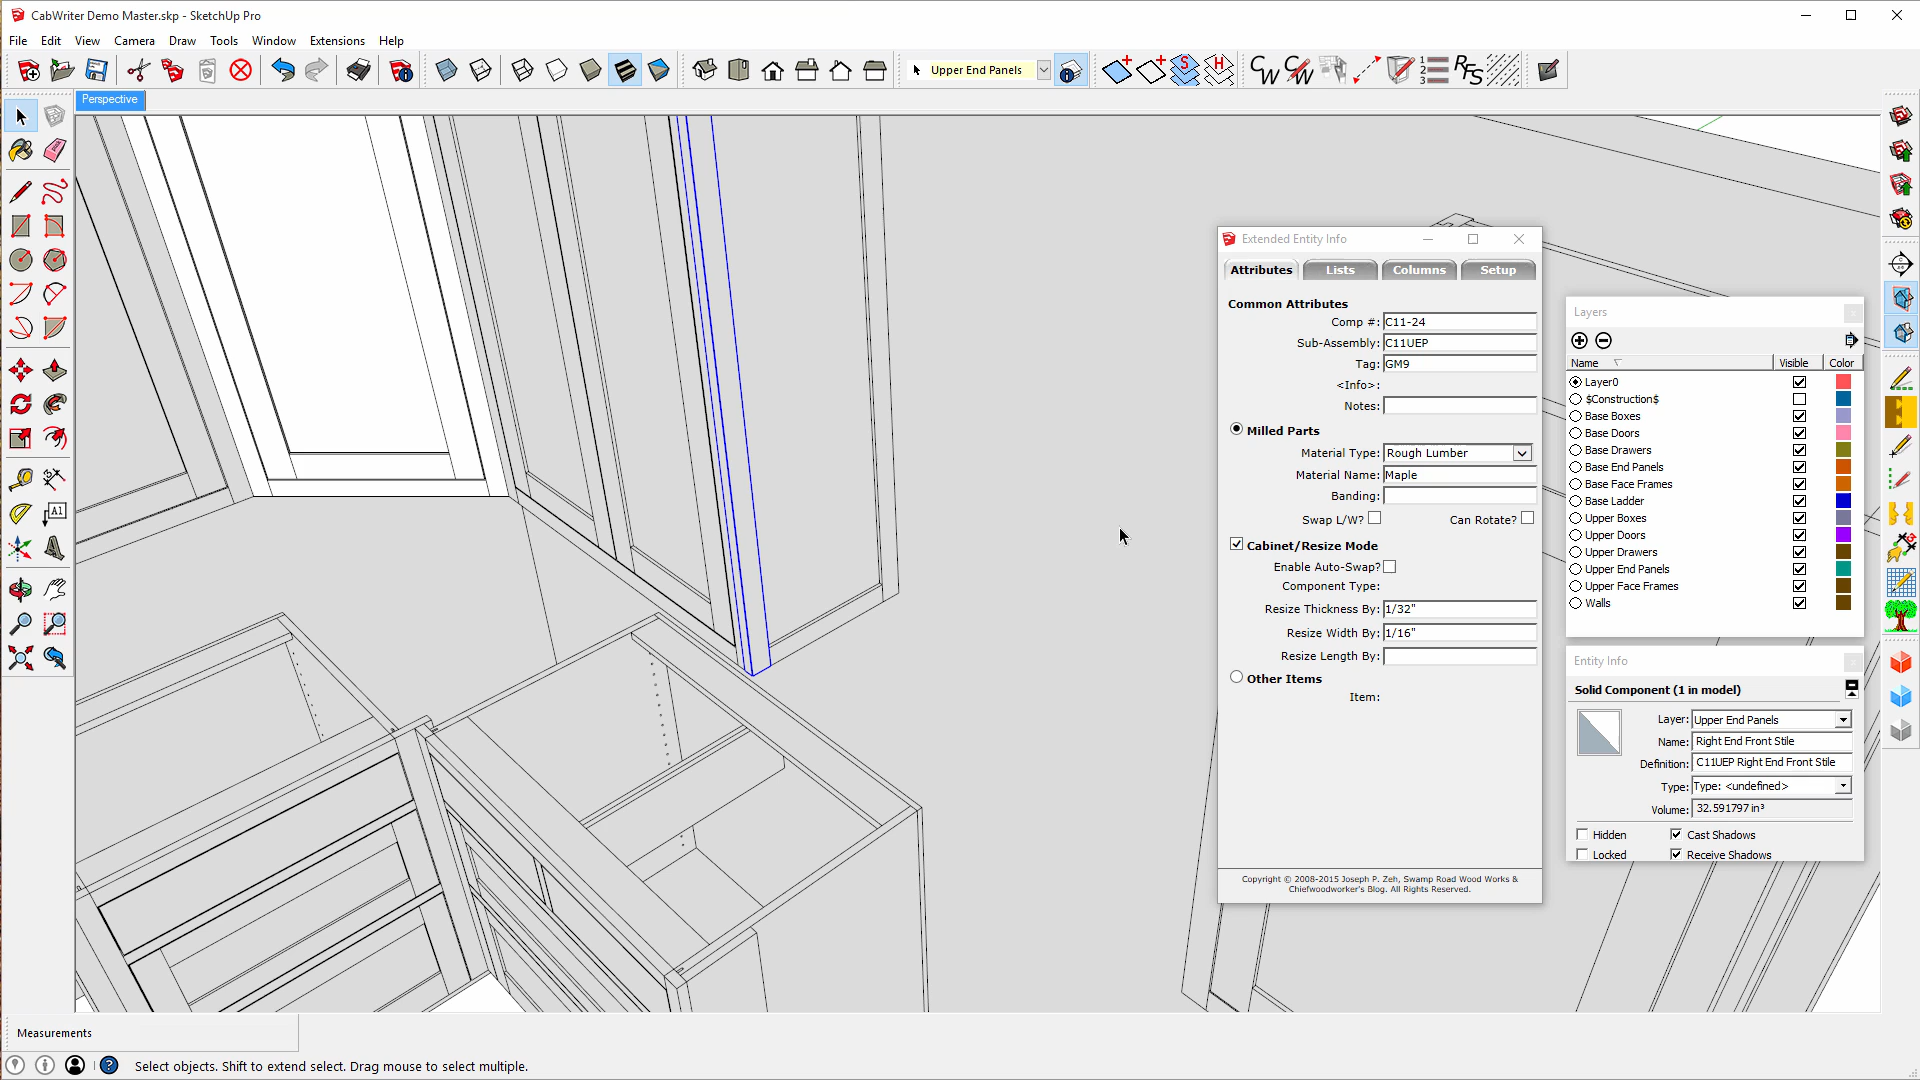 CabWriter Demo Master.skp - SketchUp Pro
File Edit View Camera Draw Tools Window Extensions Help
Upper End Panels
S
H
CW
CW
1
2
3
RFS
Perspective
A1
Extended Entity Info
Attributes Lists Columns Setup
Common Attributes
Comp #: C11-24
Sub-Assembly: C11UEP
Tag: GM9
<Info>:
Notes:
Milled Parts
Material Type: Rough Lumber
Material Name: Maple
Banding:
Swap L/W? Can Rotate?
Cabinet/Resize Mode
Enable Auto-Swap?
Component Type:
Resize Thickness By: 1/32"
Resize Width By: 1/16"
Resize Length By:
Other Items
Item:
Copyright © 2008-2015 Joseph P. Zeh, Swamp Road Wood Works &
Chiefwoodworker's Blog. All Rights Reserved.
Layers
Name Visible Color
Layer0
$Construction$
Base Boxes
Base Doors
Base Drawers
Base End Panels
Base Face Frames
Base Ladder
Upper Boxes
Upper Doors
Upper Drawers
Upper End Panels
Upper Face Frames
Walls
Entity Info
Solid Component (1 in model)
Layer: Upper End Panels
Name: Right End Front Stile
Definition: C11UEP Right End Front Stile
Type: Type: <undefined>
Volume: 32.591797 in³
Hidden Cast Shadows
Locked Receive Shadows
Measurements
Select objects. Shift to extend select. Drag mouse to select multiple.